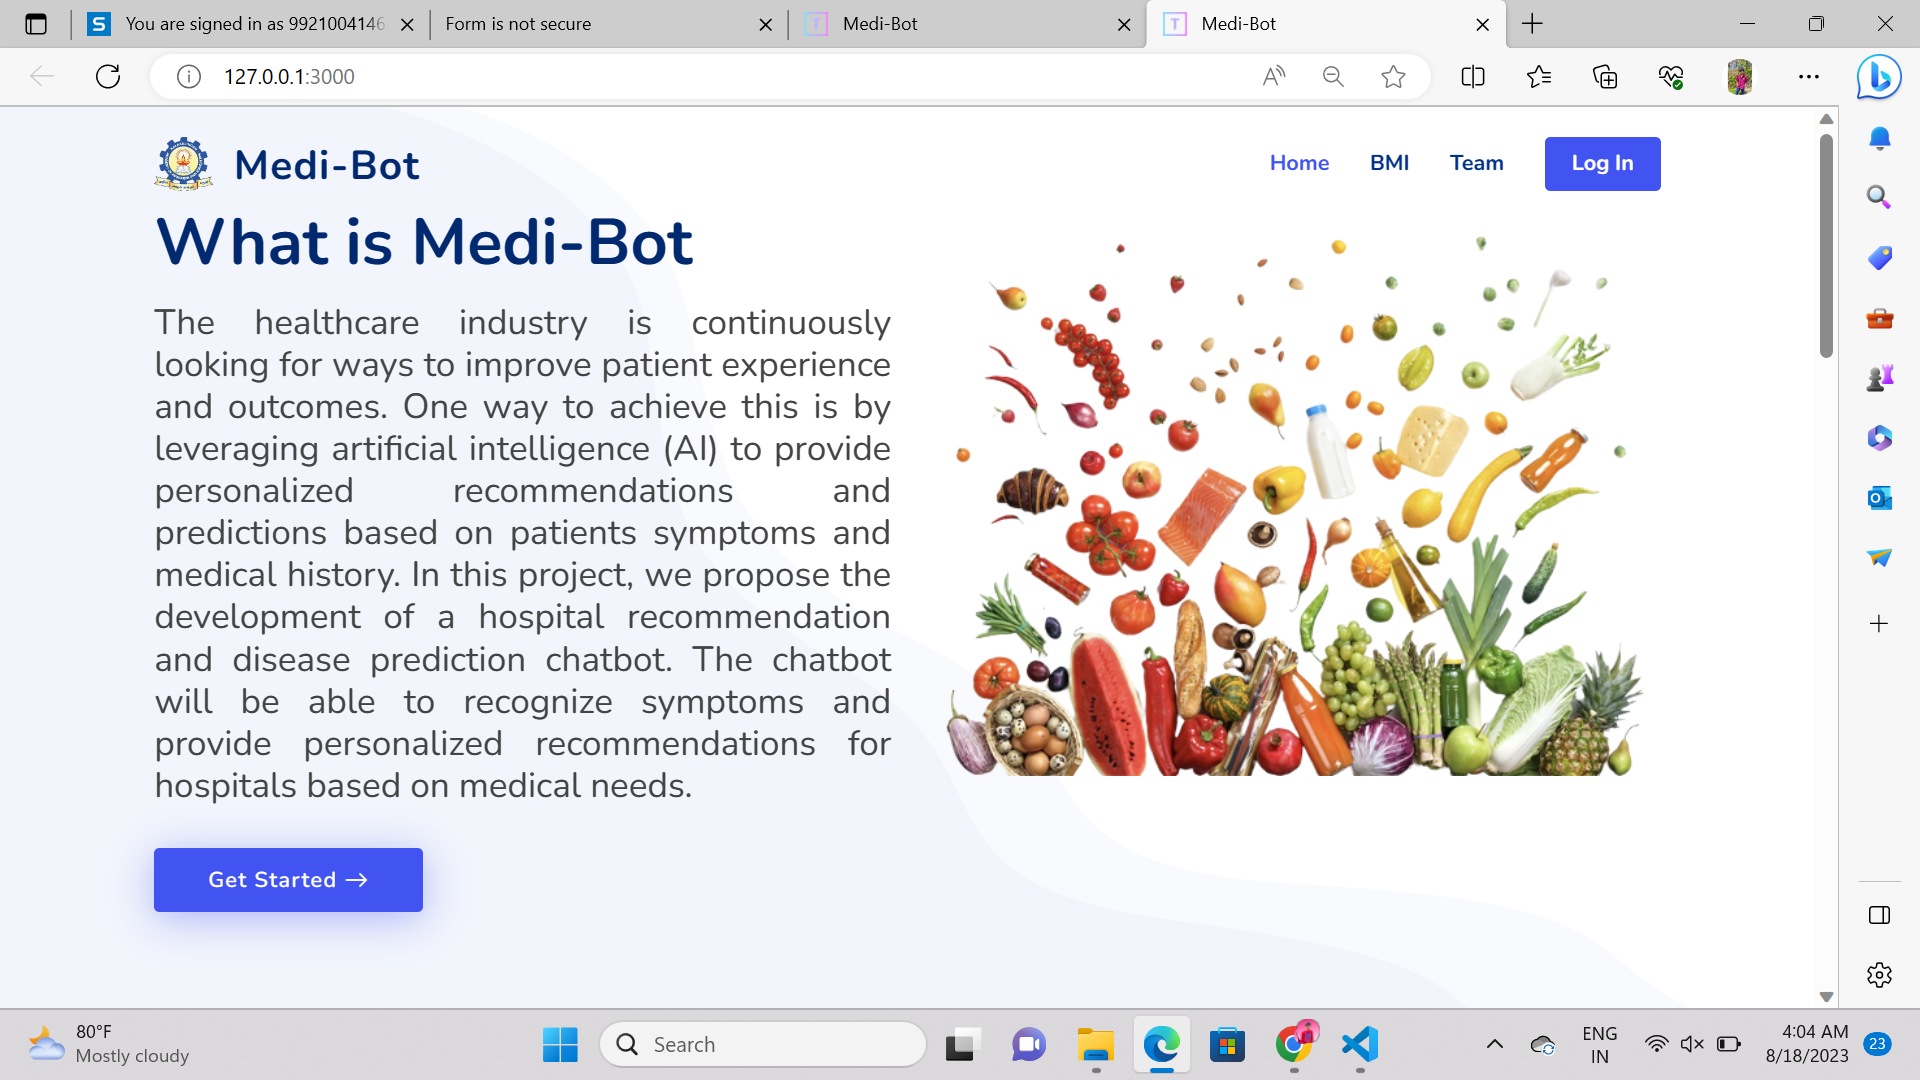 You are signed in as 9921004146
Form is not secure
Medi-Bot
Medi-Bot
127.0.0.1:3000
Medi-Bot
Home
BMI
Team
Log In
What is Medi-Bot
The healthcare industry is continuously
looking for ways to improve patient experience
and outcomes. One way to achieve this is by
leveraging artificial intelligence (AI) to provide
personalized recommendations and
predictions based on patients symptoms and
medical history. In this project, we propose the
development of a hospital recommendation
and disease prediction chatbot. The chatbot
will be able to recognize symptoms and
provide personalized recommendations for
hospitals based on medical needs.
Get Started →
80°F
Mostly cloudy
Search
ENG
IN
4:04 AM
8/18/2023
23